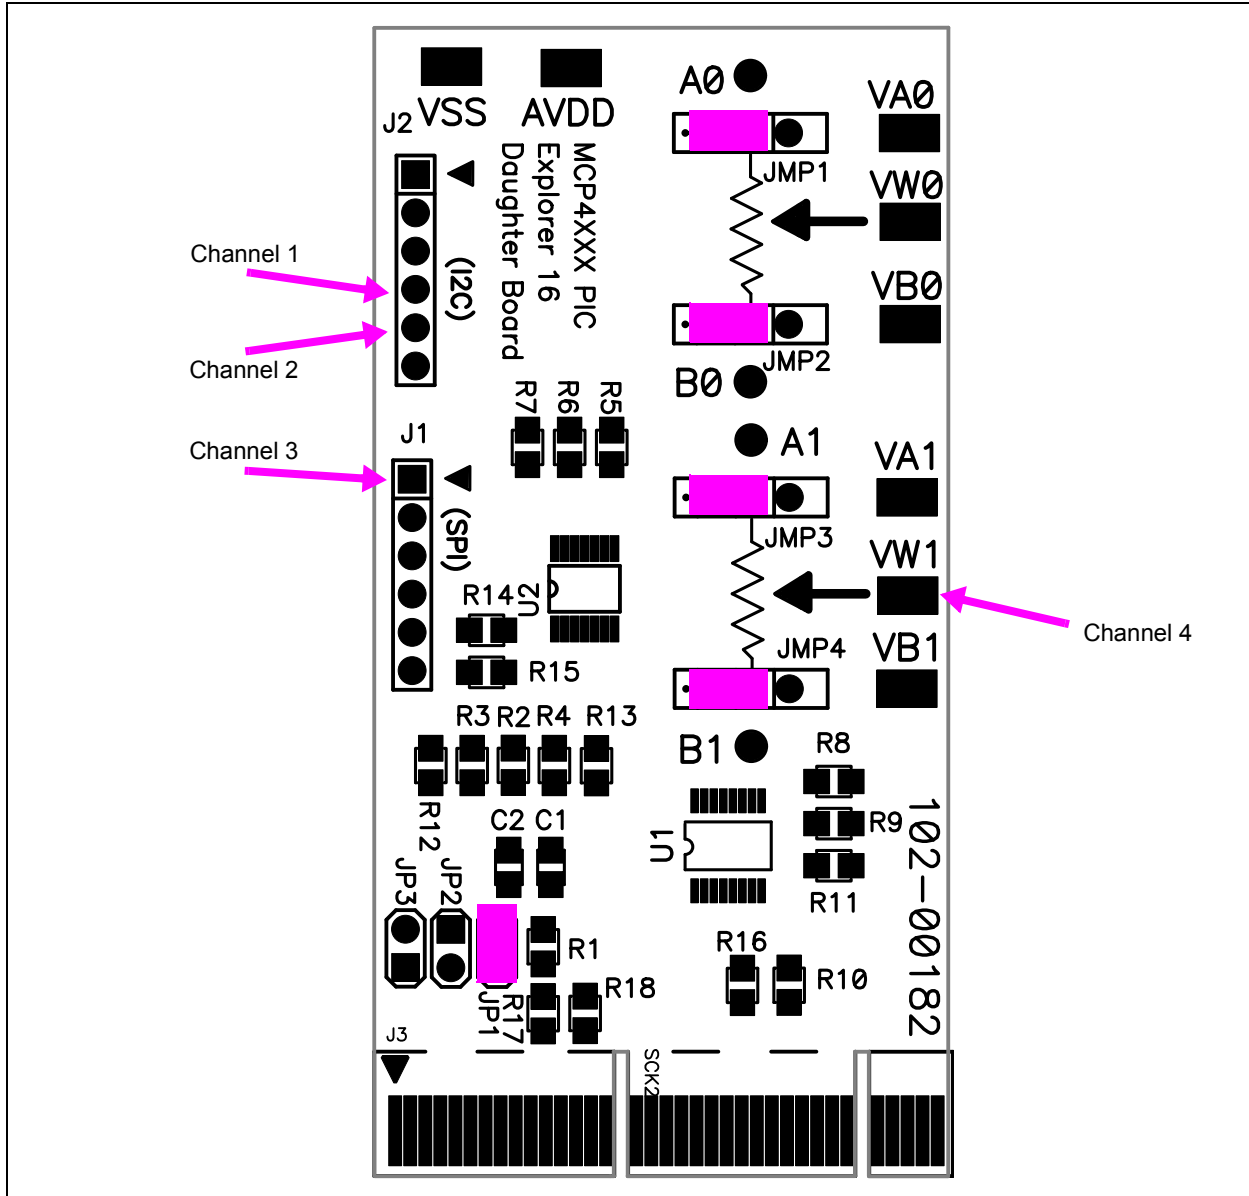 VSS
AVDD
J2
MCP4XXX PIC
Explorer 16
Daughter Board
(I2C)
Channel 1
Channel 2
Channel 3
J1
(SPI)
A0
JMP1
VA0
VW0
VB0
JMP2
B0
R7
R6
R5
A1
JMP3
VA1
VW1
Channel 4
VB1
JMP4
B1
U2
R14
R15
R3
R2
R4
R13
R12
C2
C1
U1
R8
R9
R11
102-00182
JP3
JP2
JP1
R1
R17
R18
R16
R10
J3
SCK2